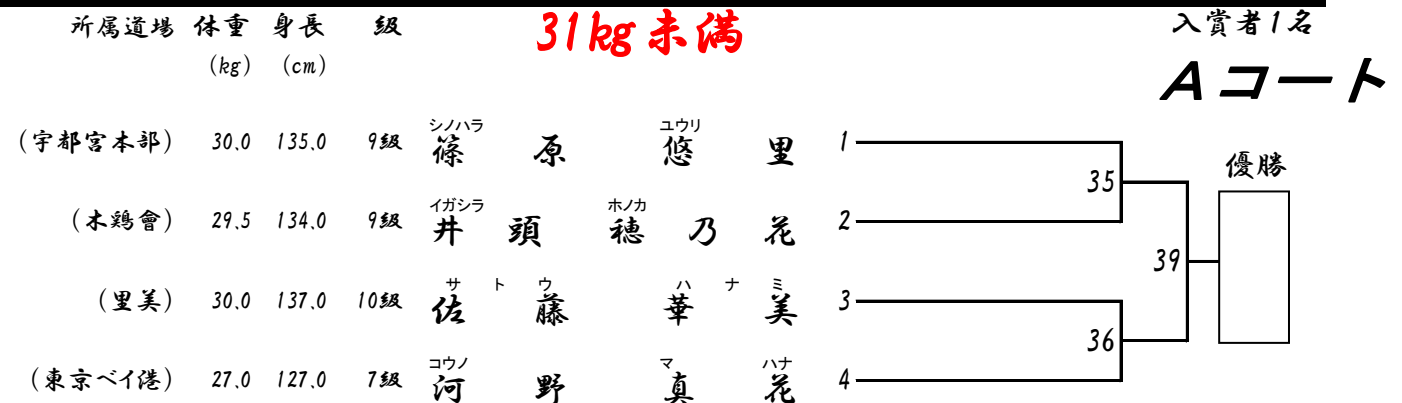 所属道場 体重 身長 級 31kg未満 入賞者1名
(kg) (cm)
Aコート
シノハラ ユウリ
(宇都宮本部) 30.0 135.0 9級 篠原 悠里 1
優勝
35
イガシラ ホノカ
(木鶏會) 29.5 134.0 9級 井頭 穂乃花 2
39
サトウ ハナミ
(里美) 30.0 137.0 10級 佐藤 華美 3
36
コウノ マハナ
(東京ベイ港) 27.0 127.0 7級 河野 真花 4